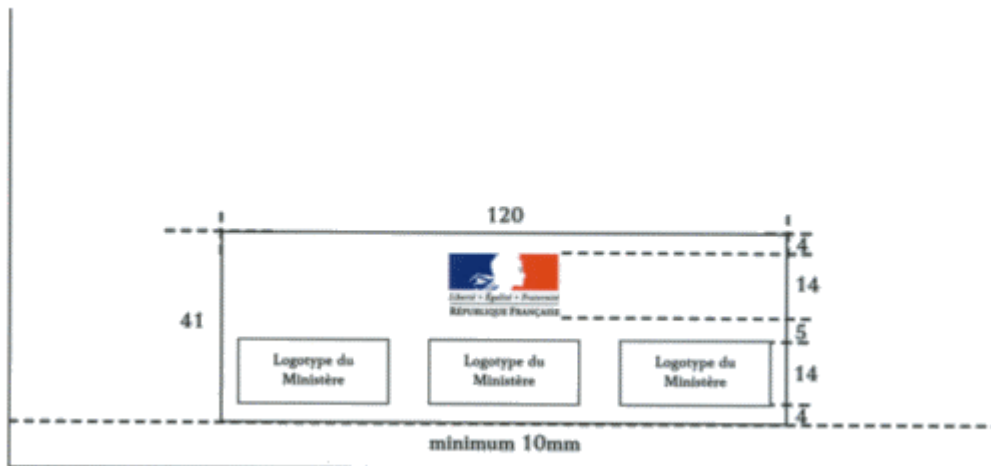 120
4
14
Liberté • Égalité • Fraternité
RÉPUBLIQUE FRANÇAISE
41
5
Logotype du
Ministère
Logotype du
Ministère
Logotype du
Ministère
14
4
minimum 10mm